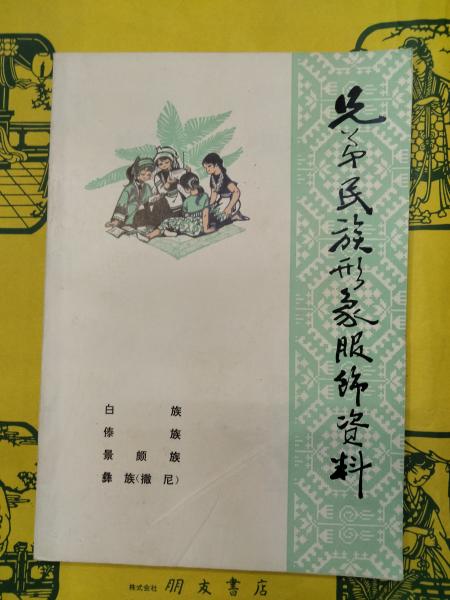 兄弟民族形象服饰资料
白族
傣族
景颇族
彝族(撒尼)
株式会社 朋友書店